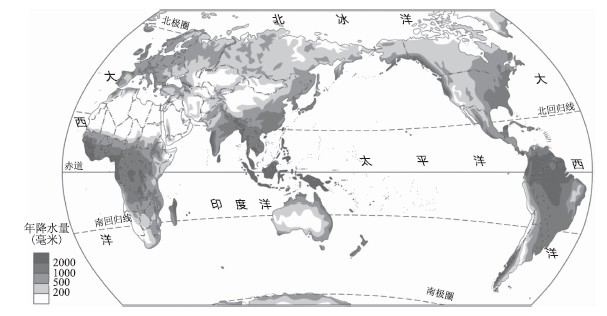 北极圈
北 冰 洋
大
大
西
北回归线
赤道
太 平 洋
西
印 度 洋
南回归线
洋
洋
南极圈
年降水量
(毫米)
2000
1000
500
200